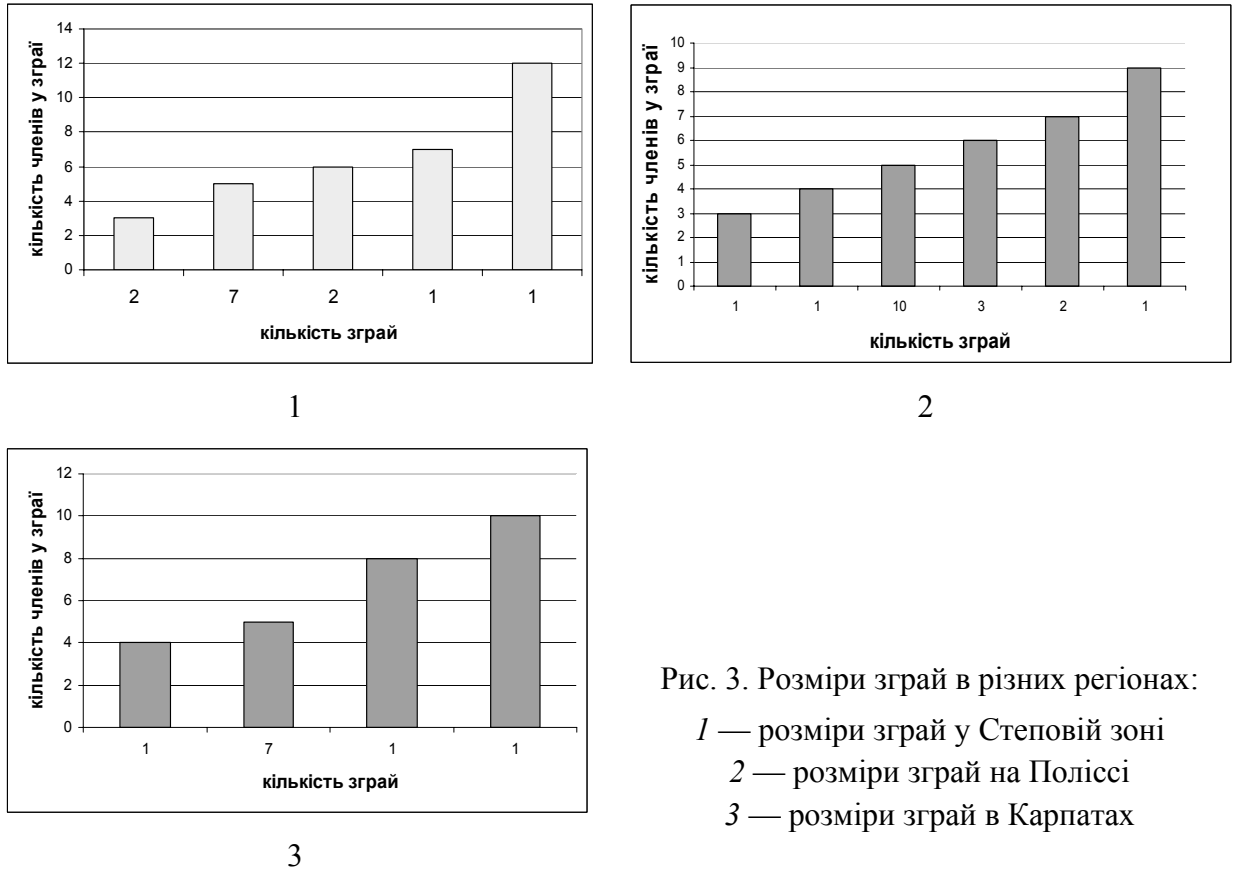 кількість членів у зграї
14
12
10
8
6
4
2
0
2 7 2 1 1
кількість зграй
1
кількість членів у зграї
10
9
8
7
6
5
4
3
2
1
0
1 1 10 3 2 1
кількість зграй
2
кількість членів у зграї
12
10
8
6
4
2
0
1 7 1 1
кількість зграй
3
Рис. 3. Розміри зграй в різних регіонах:
1 — розміри зграй у Степовій зоні
2 — розміри зграй на Поліссі
3 — розміри зграй в Карпатах